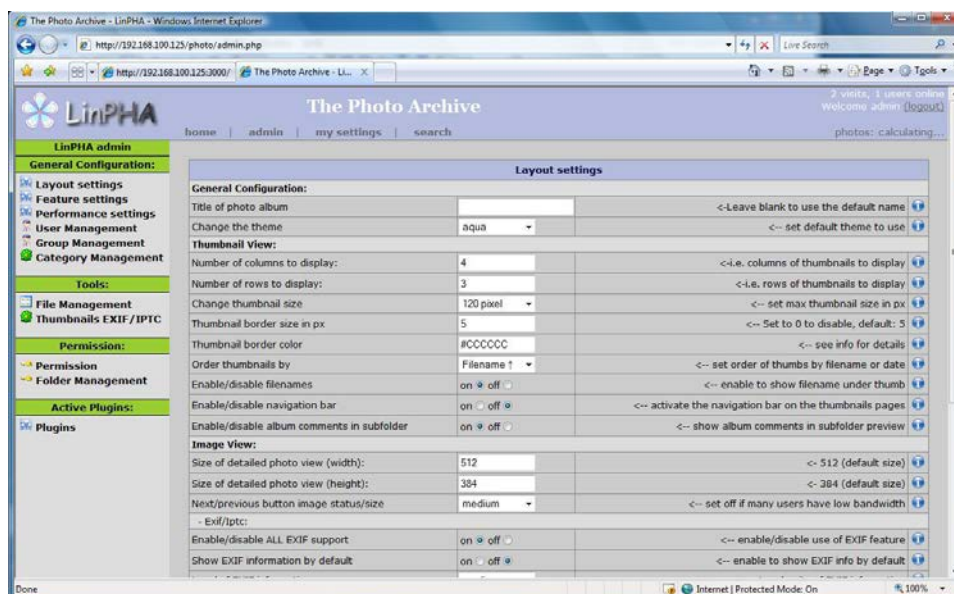 The Photo Archive - LinPHA - Windows Internet Explorer
http://192.168.100.125/photo/admin.php
Live Search
http://192.168.100.125:3000/
The Photo Archive - Li...
Page
Tools
LinPHA
The Photo Archive
2 visits, 1 users online
Welcome admin (logout)
home | admin | my settings | search
photos: calculating...
LinPHA admin
General Configuration:
Layout settings
Feature settings
Performance settings
User Management
Group Management
Category Management
Tools:
File Management
Thumbnails EXIF/IPTC
Permission:
Permission
Folder Management
Active Plugins:
Plugins
Layout settings
General Configuration:
Title of photo album <-Leave blank to use the default name
Change the theme aqua <-- set default theme to use
Thumbnail View:
Number of columns to display: 4 <-i.e. columns of thumbnails to display
Number of rows to display: 3 <-i.e. rows of thumbnails to display
Change thumbnail size 120 pixel <-- set max thumbnail size in px
Thumbnail border size in px 5 <-- Set to 0 to disable, default: 5
Thumbnail border color #CCCCCC <-- see info for details
Order thumbnails by Filename ↑ <-- set order of thumbs by filename or date
Enable/disable filenames on off <-- enable to show filename under thumb
Enable/disable navigation bar on off <-- activate the navigation bar on the thumbnails pages
Enable/disable album comments in subfolder on off <-- show album comments in subfolder preview
Image View:
Size of detailed photo view (width): 512 <- 512 (default size)
Size of detailed photo view (height): 384 <- 384 (default size)
Next/previous button image status/size medium <-- set off if many users have low bandwidth
- Exif/Iptc:
Enable/disable ALL EXIF support on off <-- enable/disable use of EXIF feature
Show EXIF information by default on off <-- enable to show EXIF info by default
Done
Internet | Protected Mode: On
100%